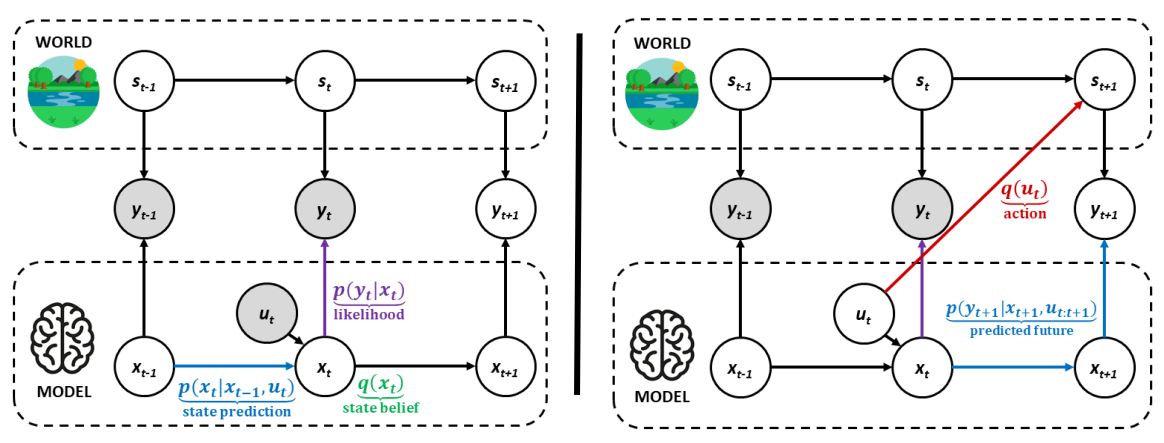 WORLD
s_{t-1}
s_t
s_{t+1}
y_{t-1}
y_t
y_{t+1}
p(y_t|x_t)
likelihood
u_t
MODEL
x_{t-1}
x_t
x_{t+1}
p(x_t|x_{t-1}, u_t)
state prediction
q(x_t)
state belief
WORLD
s_{t-1}
s_t
s_{t+1}
q(u_t)
action
y_{t-1}
y_t
y_{t+1}
u_t
p(y_{t+1}|x_{t+1}, u_{t:t+1})
predicted future
x_{t-1}
x_t
x_{t+1}
MODEL